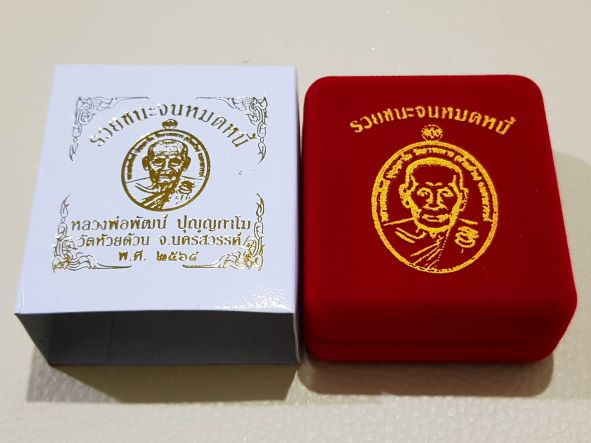 รวยชนะจนหมดหนี้
หลวงพ่อพัฒน์ ปุญฺญกาโม
วัดห้วยด้วน จ.นครสวรรค์
พ.ศ. ๒๕๖๔
รวยชนะจนหมดหนี้